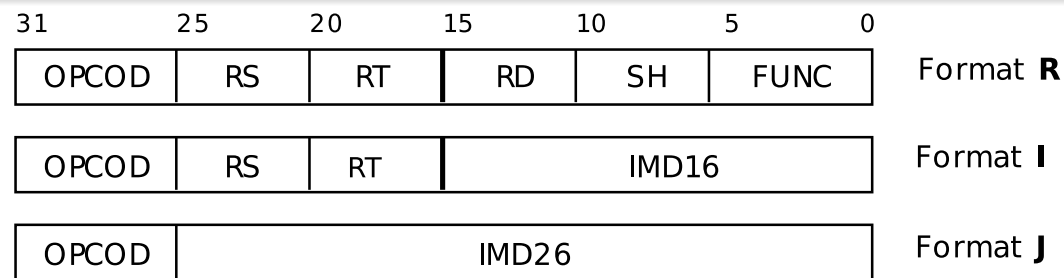 31 25 20 15 10 5 0
OPCOD RS RT RD SH FUNC Format R
OPCOD RS RT IMD16 Format I
OPCOD IMD26 Format J